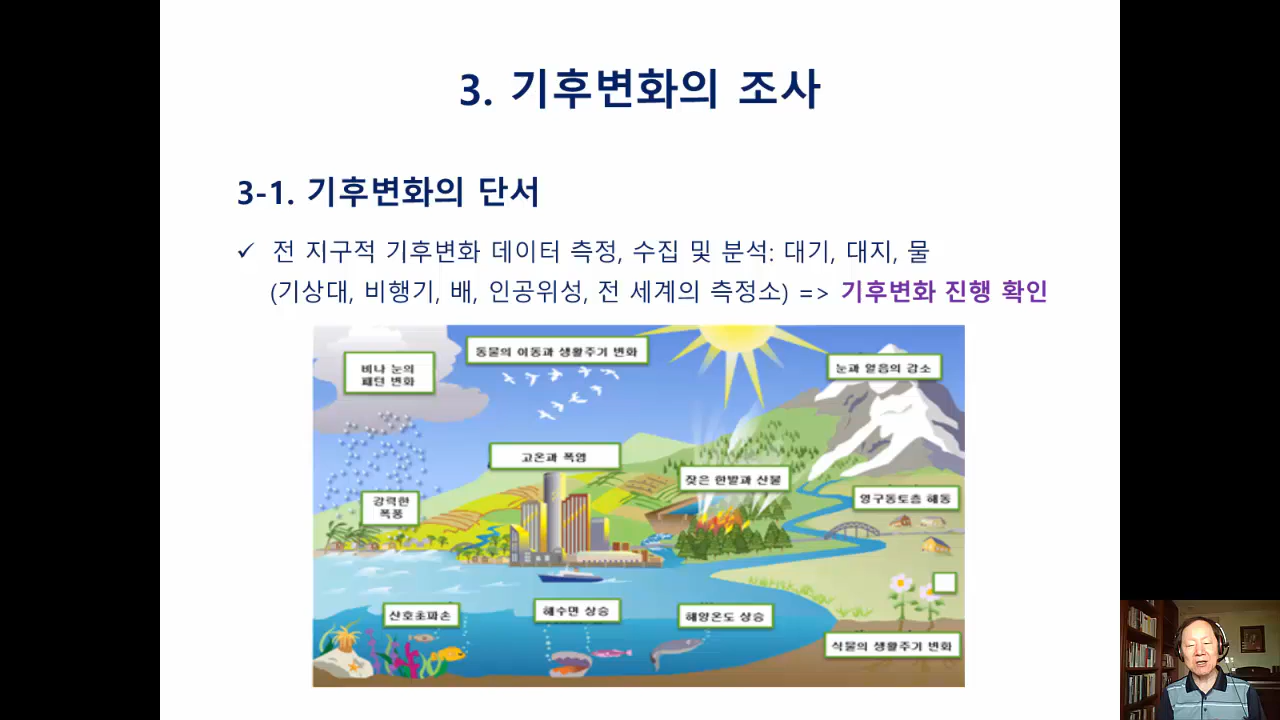 3. 기후변화의 조사
3-1. 기후변화의 단서
✓ 전 지구적 기후변화 데이터 측정, 수집 및 분석: 대기, 대지, 물
(기상대, 비행기, 배, 인공위성, 전 세계의 측정소) => 기후변화 진행 확인
비나 눈의
패턴 변화
동물의 이동과 생활주기 변화
눈과 얼음의 감소
고온과 폭염
잦은 한발과 산불
강력한
폭풍
영구동토층 해동
산호초파손
해수면 상승
해양온도 상승
식물의 생활주기 변화